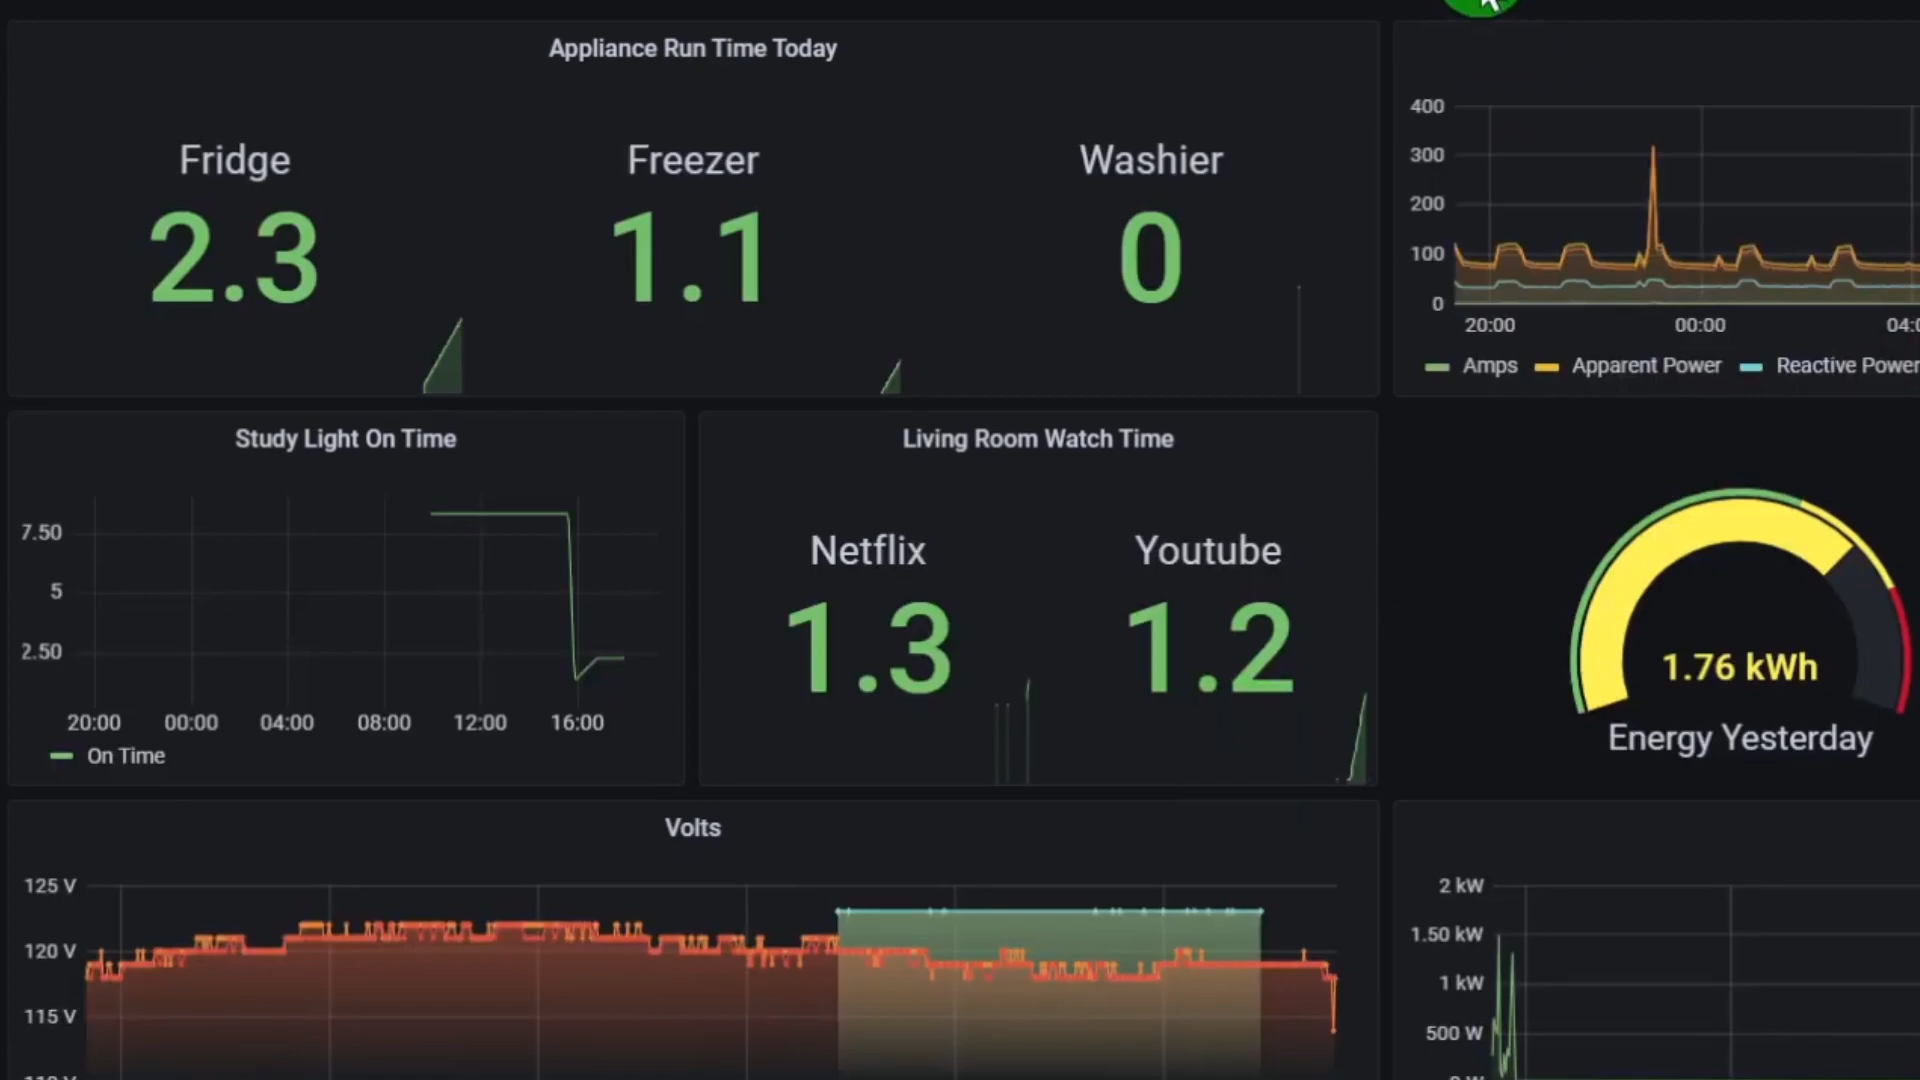 Appliance Run Time Today
Fridge
Freezer
Washier
2.3
1.1
0
400
300
200
100
0
20:00
00:00
Amps
Apparent Power
Reactive Power
Study Light On Time
7.50
5
2.50
20:00
00:00
04:00
08:00
12:00
16:00
On Time
Living Room Watch Time
Netflix
Youtube
1.3
1.2
1.76 kWh
Energy Yesterday
Volts
125 V
120 V
115 V
2 kW
1.50 kW
1 kW
500 W